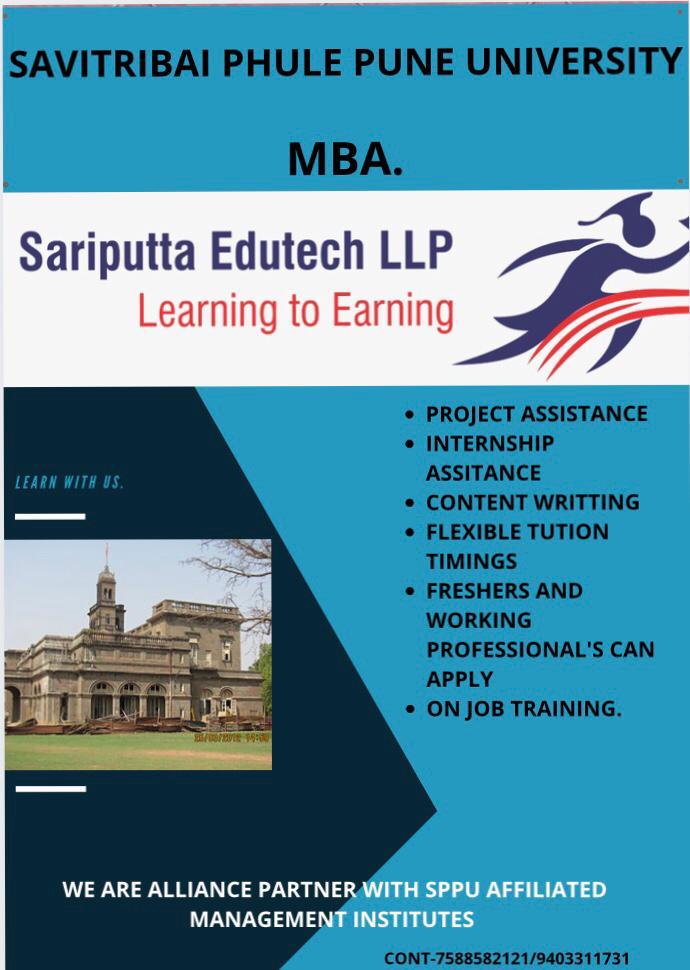 SAVITRIBAI PHULE PUNE UNIVERSITY
MBA.
Sariputta Edutech LLP
Learning to Earning
LEARN WITH US.
• PROJECT ASSISTANCE
• INTERNSHIP
ASSITANCE
• CONTENT WRITTING
• FLEXIBLE TUTION
TIMINGS
• FRESHERS AND
WORKING
PROFESSIONAL'S CAN
APPLY
• ON JOB TRAINING.
WE ARE ALLIANCE PARTNER WITH SPPU AFFILIATED
MANAGEMENT INSTITUTES
CONT-7588582121/9403311731